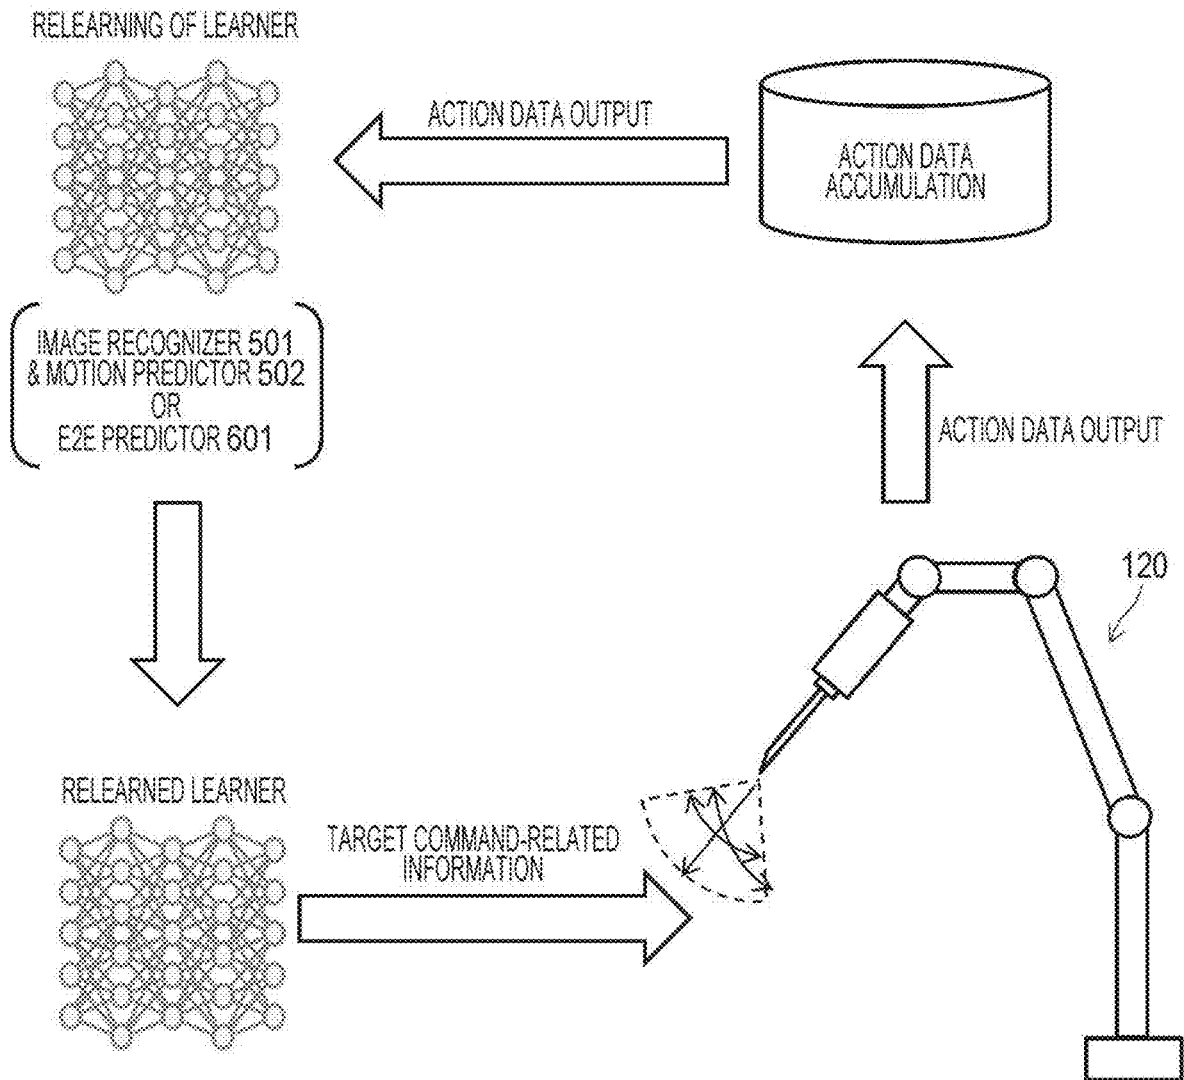 RELEARNING OF LEARNER
ACTION DATA OUTPUT
ACTION DATA
ACCUMULATION
IMAGE RECOGNIZER 501
& MOTION PREDICTOR 502
OR
E2E PREDICTOR 601
ACTION DATA OUTPUT
120
RELEARNED LEARNER
TARGET COMMAND-RELATED
INFORMATION